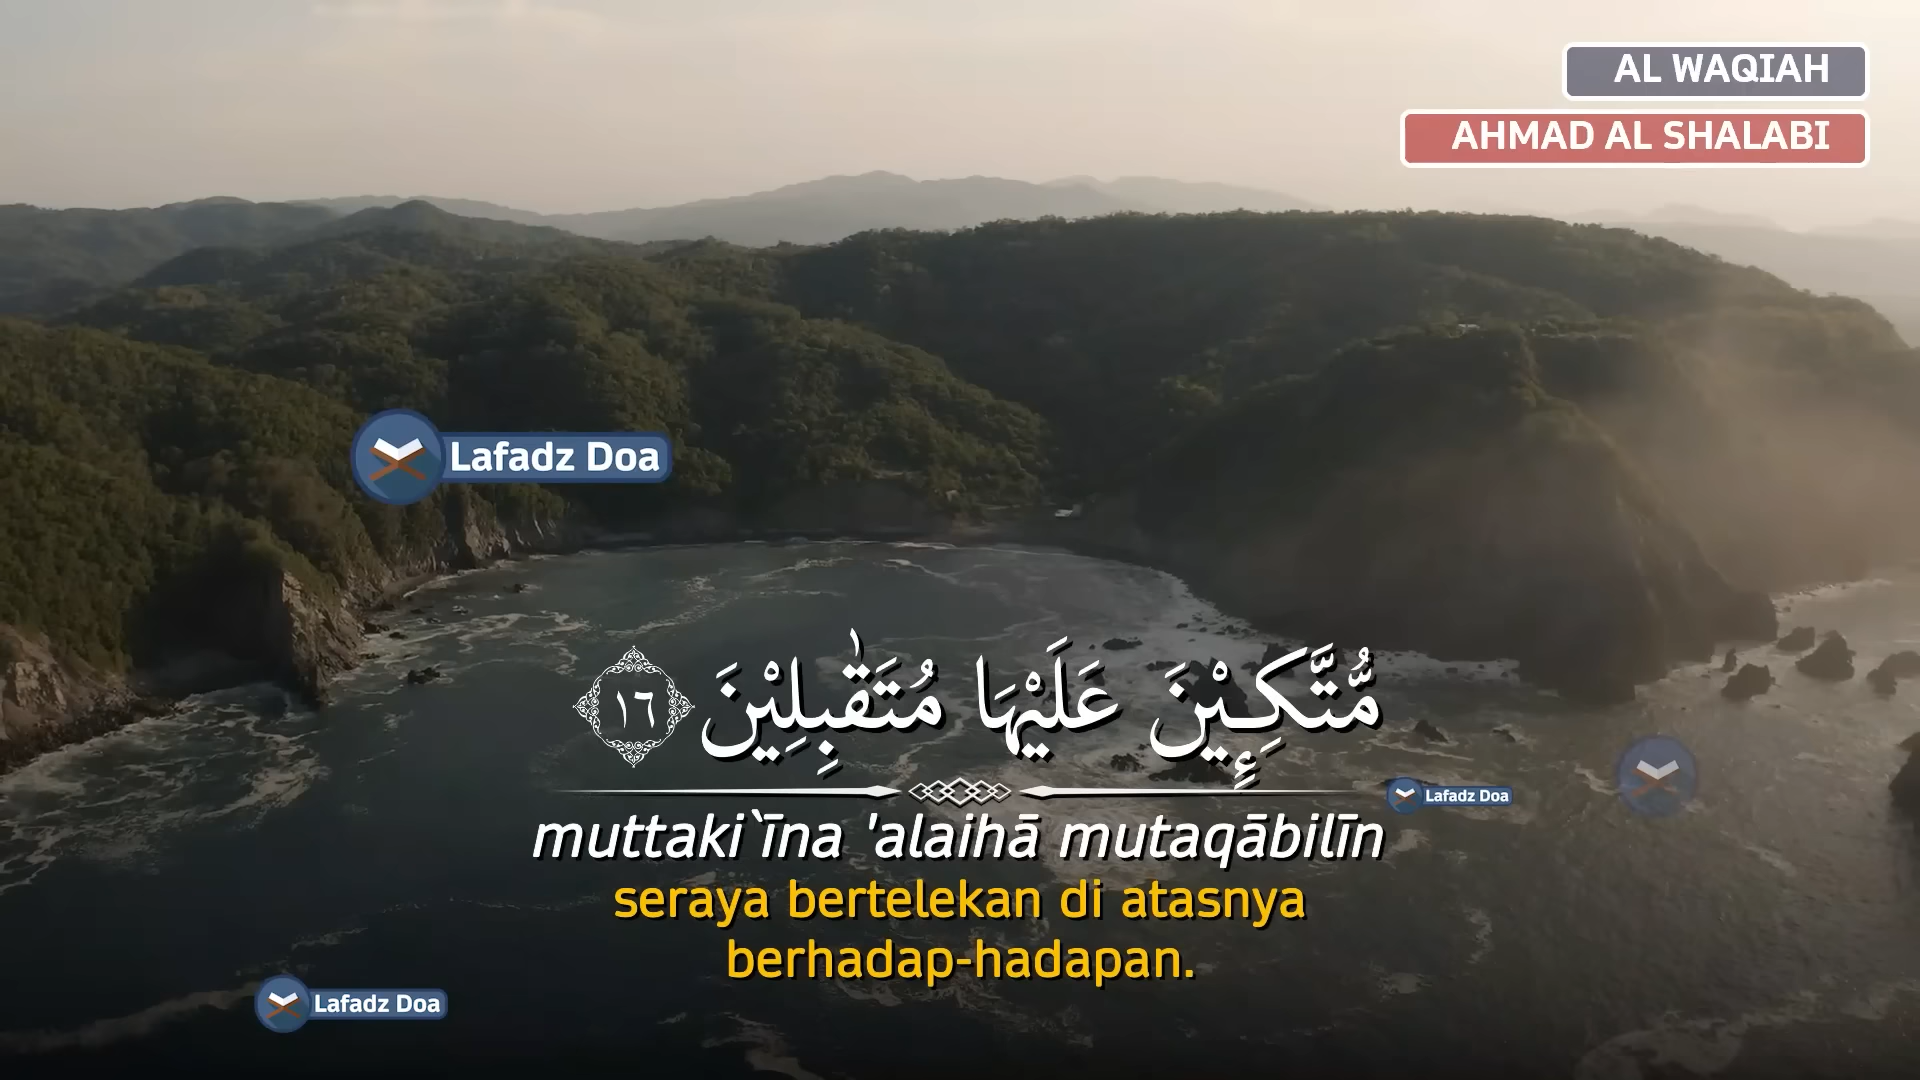 AL WAQIAH
AHMAD AL SHALABI
Lafadz Doa
مُّتَّكِـِٕيْنَ عَلَيْهَا مُتَقٰبِلِيْنَ ١٦
Lafadz Doa
muttaki`īna 'alaihā mutaqābilīn
seraya bertelekan di atasnya
berhadap-hadapan.
Lafadz Doa